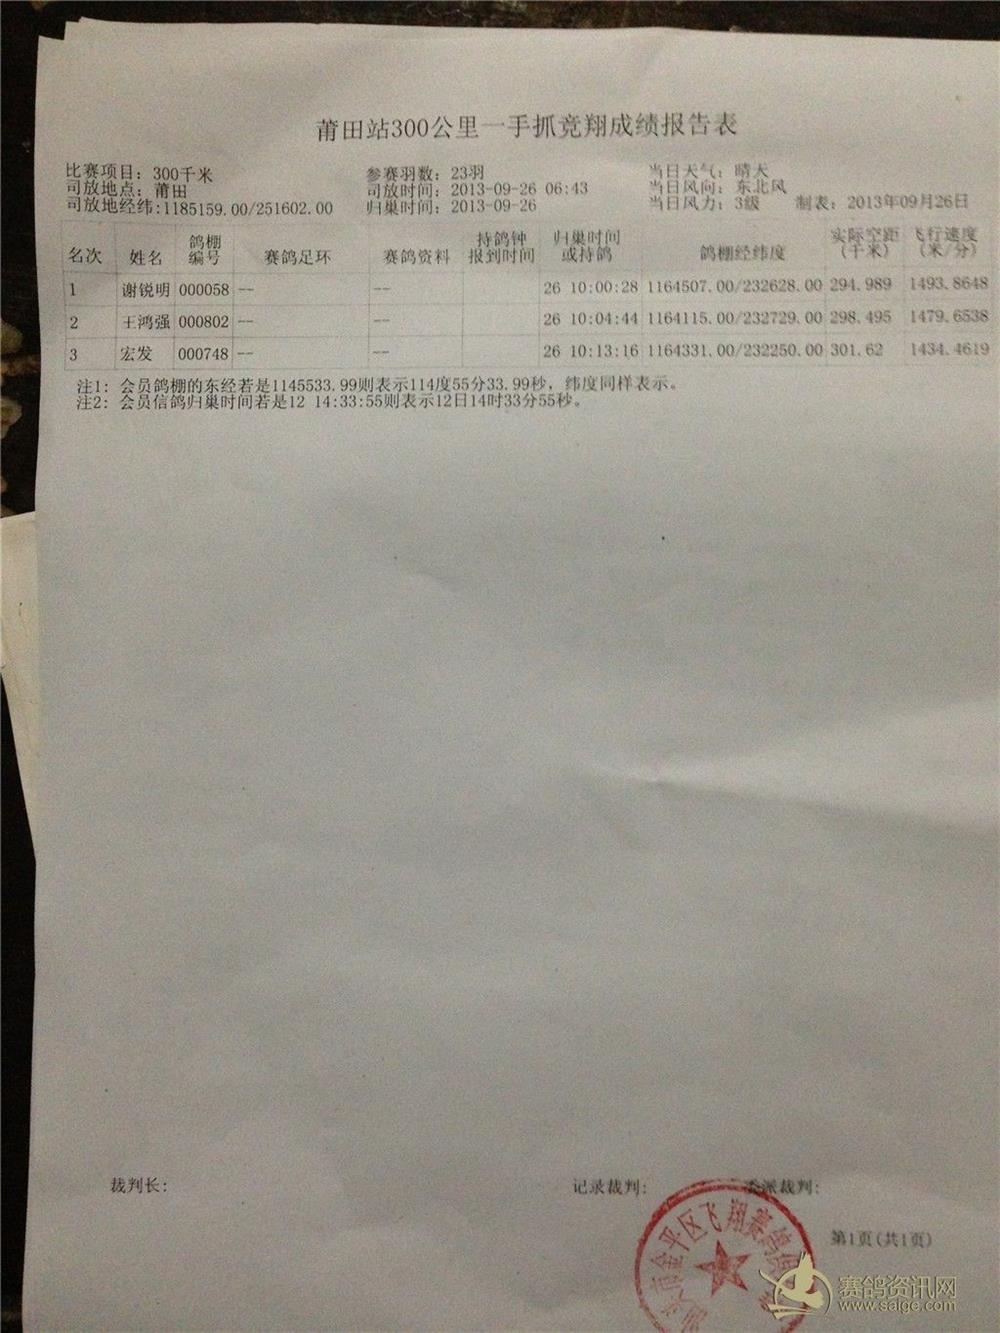 莆田站300公里一手抓竞翔成绩报告表
比赛项目: 300千米 参赛羽数: 23羽 当日天气: 晴天
司放地点: 莆田 司放时间: 2013-09-26 06:43 当日风向: 东北风
司放地经纬:1185159.00/251602.00 归巢时间: 2013-09-26 当日风力: 3级 制表: 2013年09月26日
名次 姓名 鸽棚编号 赛鸽足环 赛鸽资料 持鸽钟报到时间 归巢时间或持鸽 鸽棚经纬度 实际空距(千米) 飞行速度(米/分)
1 谢锐明 000058 -- -- 26 10:00:28 1164507.00/232628.00 294.989 1493.8648
2 王鸿强 000802 -- -- 26 10:04:44 1164115.00/232729.00 298.495 1479.6538
3 宏发 000748 -- -- 26 10:13:16 1164331.00/232250.00 301.62 1434.4619
注1: 会员鸽棚的东经若是1145533.99则表示114度55分33.99秒，纬度同样表示。
注2: 会员信鸽归巢时间若是12 14:33:55则表示12日14时33分55秒。
裁判长: 记录裁判: 委派裁判:
市金平区飞翔赛鸽俱
第1页(共1页)
赛鸽资讯网
www.saige.com